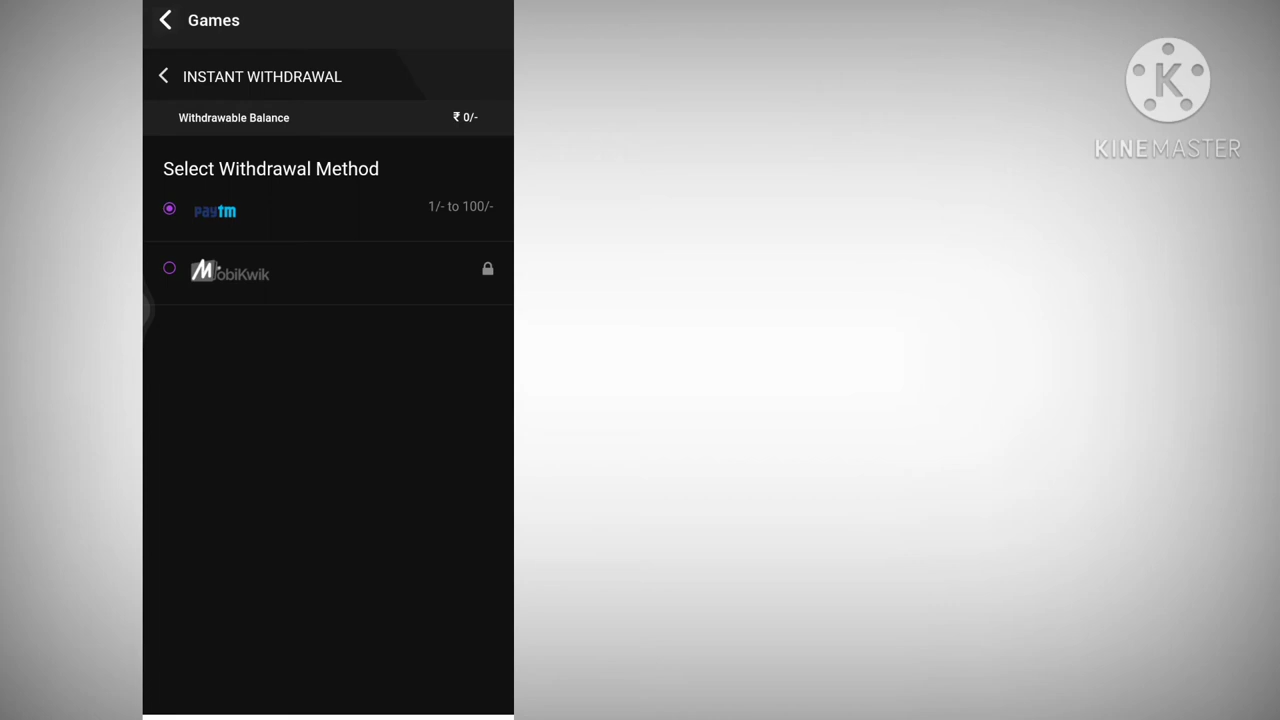 Games
INSTANT WITHDRAWAL
Withdrawable Balance ₹ 0/-
Select Withdrawal Method
paytm 1/- to 100/-
MobiKwik
K
KINEMASTER